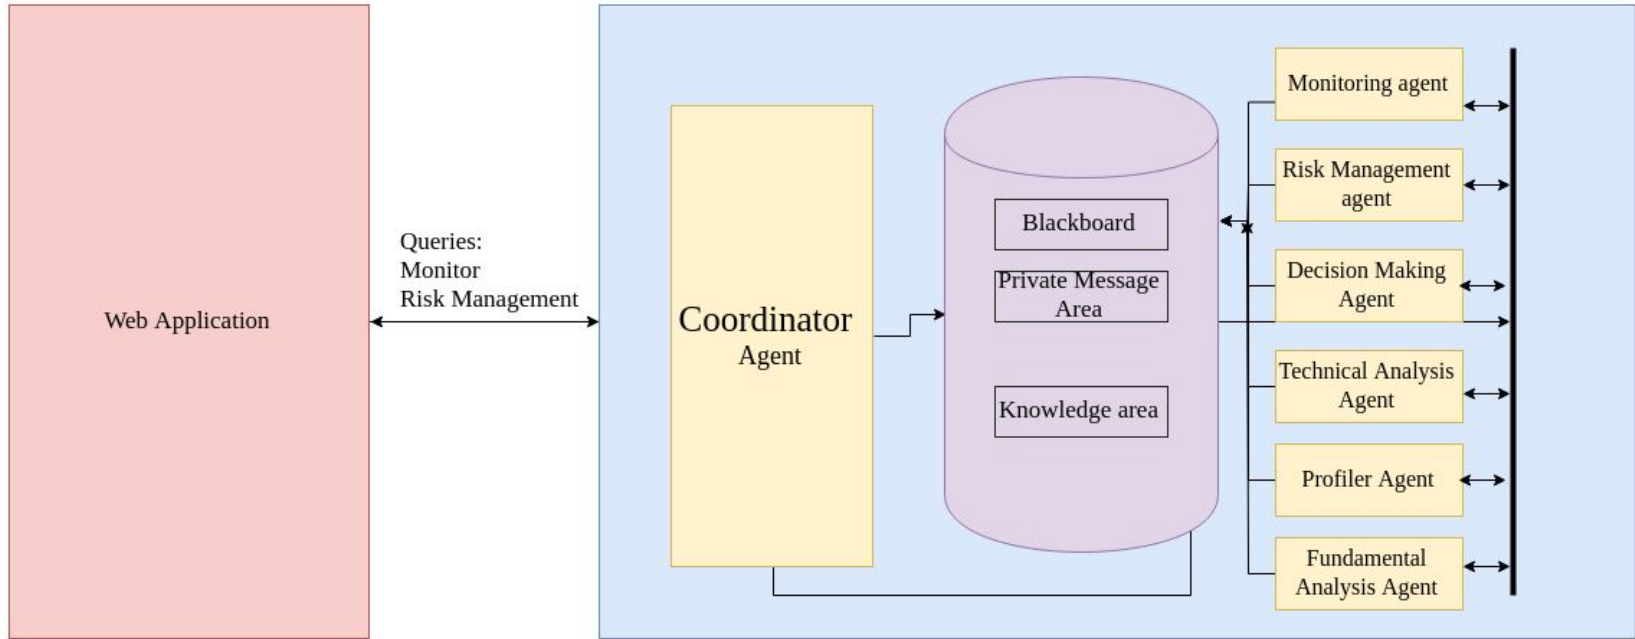 Web Application
Queries:
Monitor
Risk Management
Coordinator
Agent
Blackboard
Private Message
Area
Knowledge area
Monitoring agent
Risk Management
agent
Decision Making
Agent
Technical Analysis
Agent
Profiler Agent
Fundamental
Analysis Agent